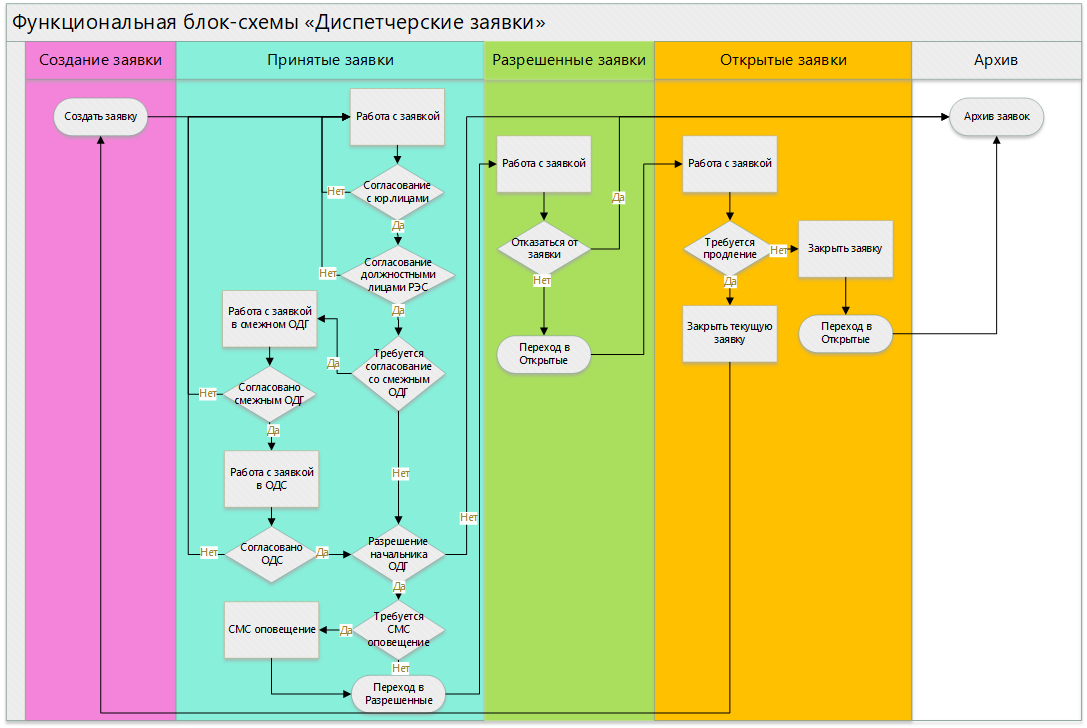 Функциональная блок-схемы «Диспетчерские заявки»
Создание заявки
Принятые заявки
Разрешенные заявки
Открытые заявки
Архив
Создать заявку
Работа с заявкой
Согласование
с юр.лицами
Нет
Да
Согласование
должностными
лицами РЭС
Нет
Да
Работа с заявкой
в смежном ОДГ
Требуется
согласование
со смежным
ОДГ
Да
Нет
Согласовано
смежным ОДГ
Нет
Да
Работа с заявкой
в ОДС
Согласовано
ОДС
Нет
Да
Разрешение
начальника
ОДГ
Нет
Да
Требуется
СМС
оповещение
Да
Нет
СМС оповещение
Переход в
Разрешенные
Работа с заявкой
Отказаться от
заявки
Да
Нет
Переход в
Открытые
Работа с заявкой
Требуется
продление
Нет
Да
Закрыть заявку
Закрыть текущую
заявку
Переход в
Открытые
Архив заявок